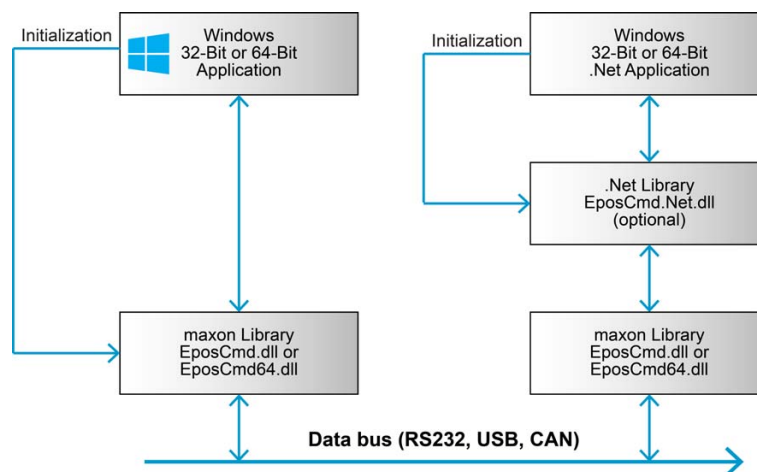 Initialization
Windows
32-Bit or 64-Bit
Application
Initialization
Windows
32-Bit or 64-Bit
.Net Application
.Net Library
EposCmd.Net.dll
(optional)
maxon Library
EposCmd.dll or
EposCmd64.dll
maxon Library
EposCmd.dll or
EposCmd64.dll
Data bus (RS232, USB, CAN)